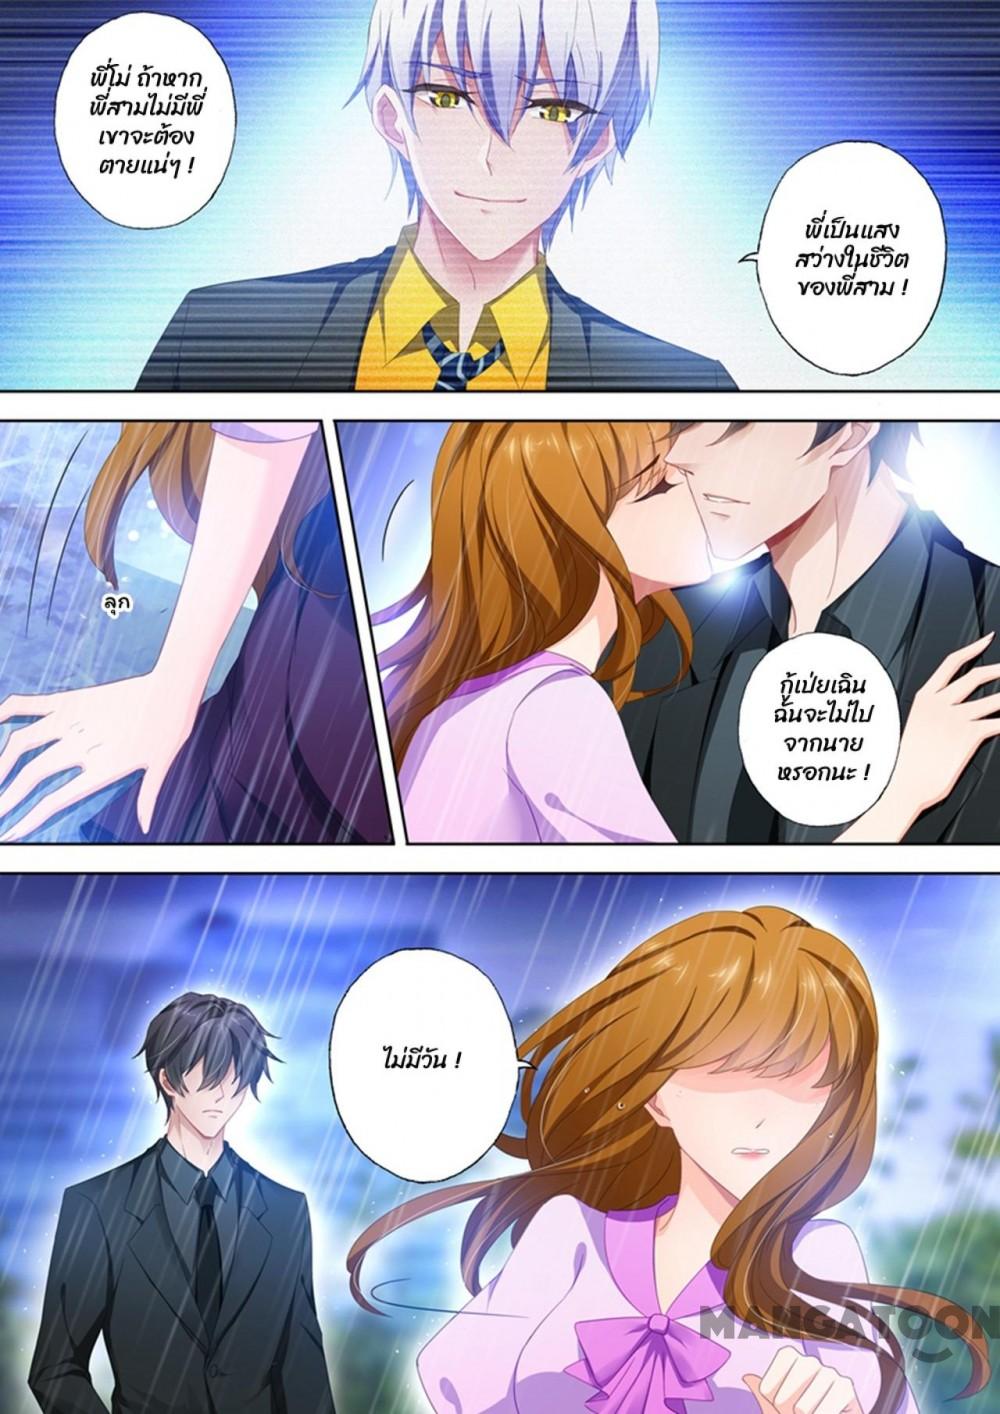 พี่โม่ ถ้าหาก
พี่สามไม่มีพี่
เขาจะต้อง
ตายแน่ๆ !
พี่เป็นแสง
สว่างในชีวิต
ของพี่สาม !
ลุก
กู้เป่ยเฉิน
ฉันจะไม่ไป
จากนาย
หรอกนะ !
ไม่มีวัน !
MANGATOON